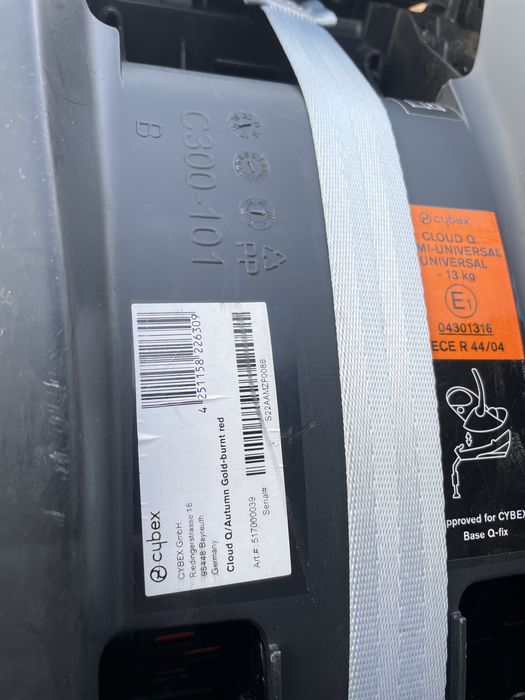 C300-101
B
PP
4 251158 226309
S22AAMZF0088
cybex
CYBEX GmbH
Riedingerstrasse 18
95448 Bayreuth
Germany
Cloud Q/Autumn Gold-burnt red
Art.#: 517000039
Serial#:
cybex
CLOUD Q
MI-UNIVERSAL
UNIVERSAL
- 13 kg
E1
04301316
ECE R 44/04
pproved for CYBEX
Base Q-fix